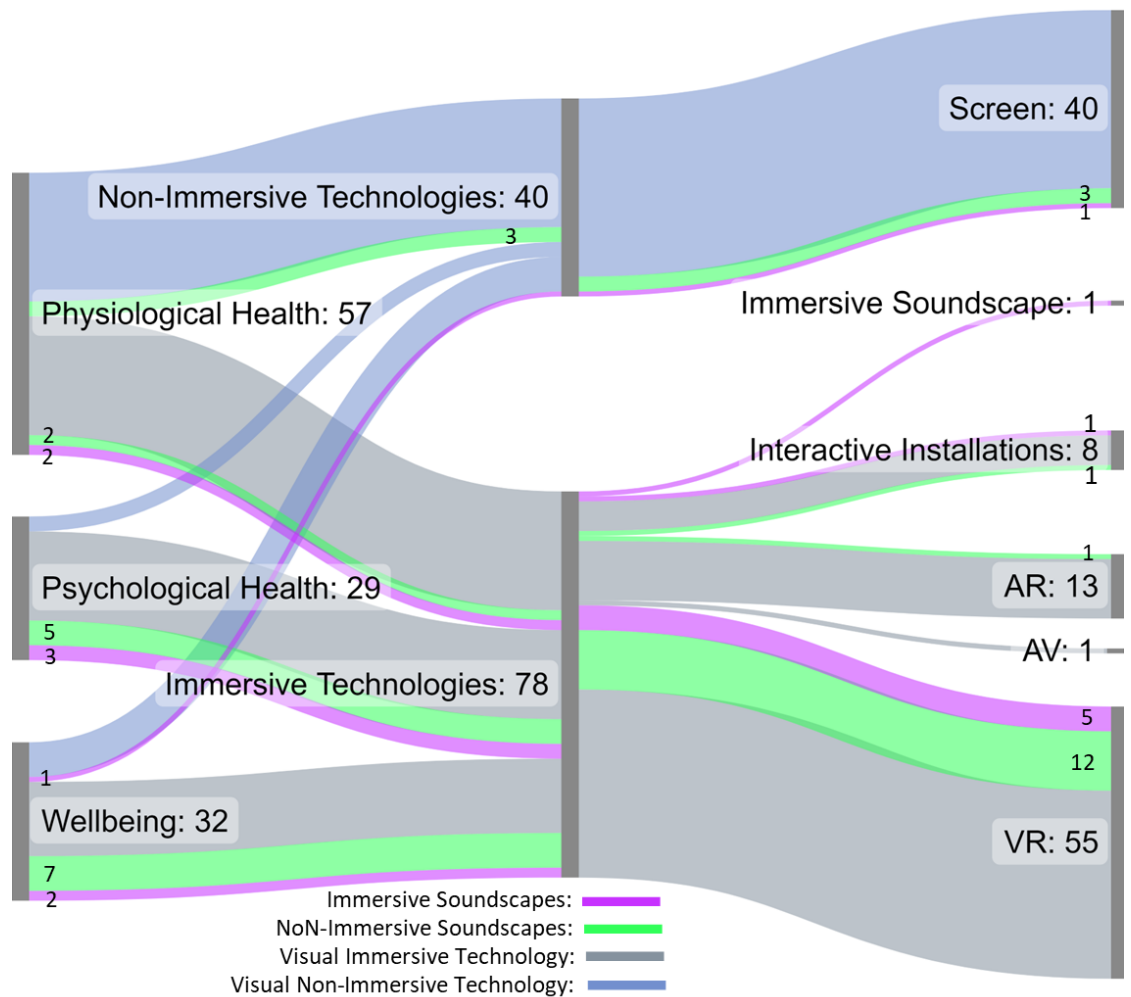 Screen: 40
3
1
Non-Immersive Technologies: 40
3
Immersive Soundscape: 1
Physiological Health: 57
2
2
1
Interactive Installations: 8
1
1
AR: 13
Psychological Health: 29
5
3
AV: 1
Immersive Technologies: 78
5
12
1
Wellbeing: 32
7
2
VR: 55
Immersive Soundscapes:
NoN-Immersive Soundscapes:
Visual Immersive Technology:
Visual Non-Immersive Technology: